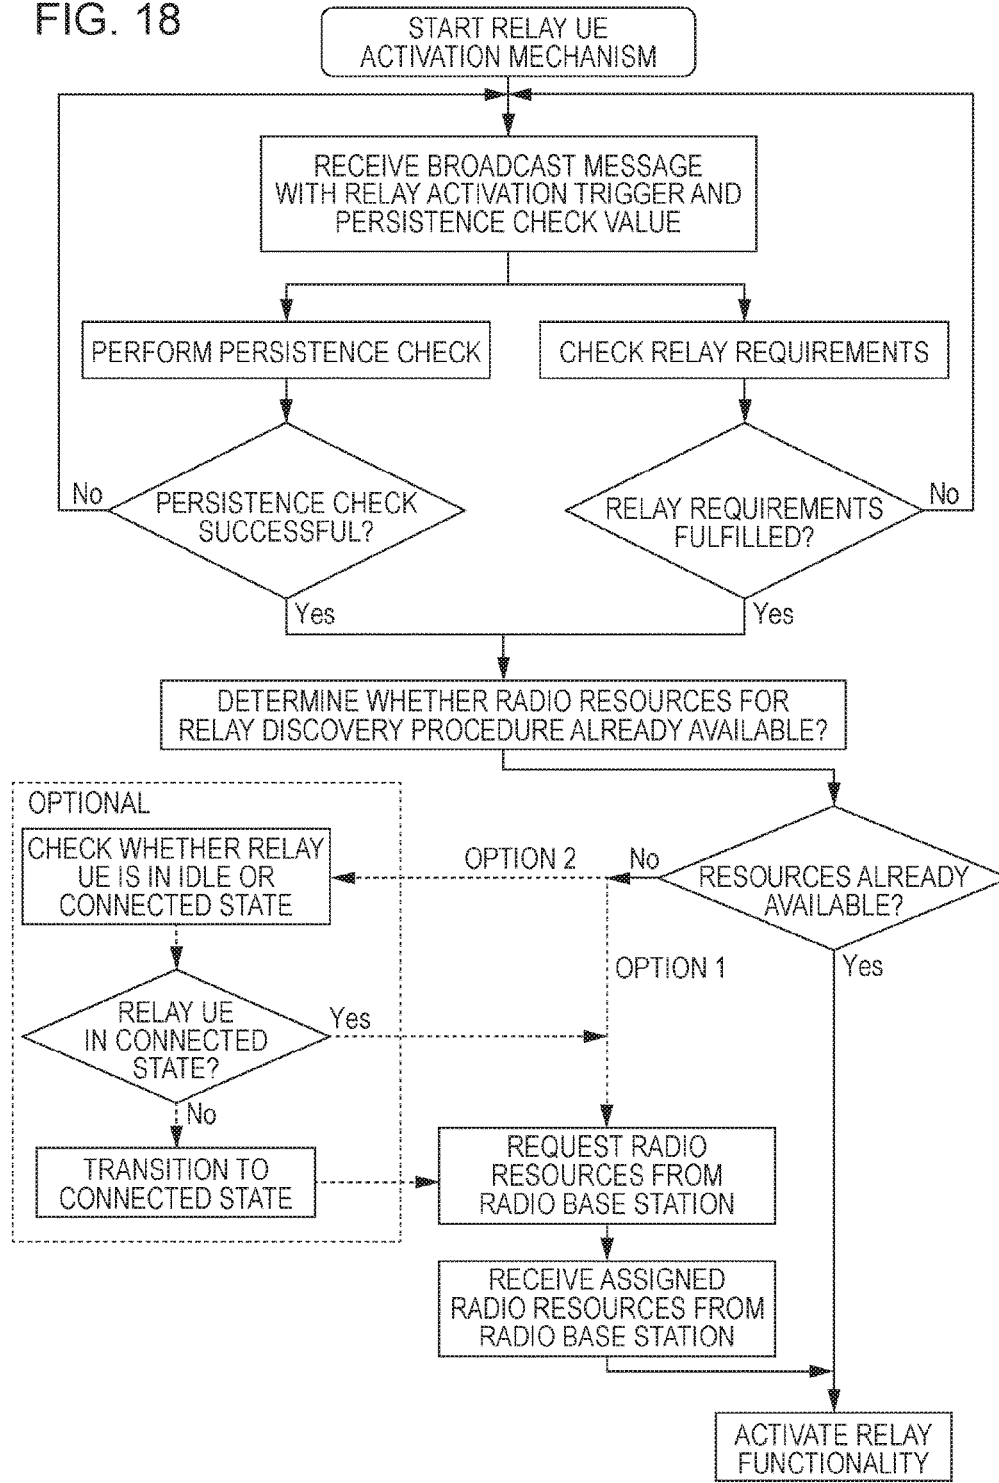 FIG. 18
START RELAY UE
ACTIVATION MECHANISM
RECEIVE BROADCAST MESSAGE
WITH RELAY ACTIVATION TRIGGER AND
PERSISTENCE CHECK VALUE
PERFORM PERSISTENCE CHECK
CHECK RELAY REQUIREMENTS
No
PERSISTENCE CHECK
SUCCESSFUL?
RELAY REQUIREMENTS
FULFILLED?
No
Yes
Yes
DETERMINE WHETHER RADIO RESOURCES FOR
RELAY DISCOVERY PROCEDURE ALREADY AVAILABLE?
OPTIONAL
CHECK WHETHER RELAY
UE IS IN IDLE OR
CONNECTED STATE
OPTION 2
No
RESOURCES ALREADY
AVAILABLE?
OPTION 1
Yes
RELAY UE
IN CONNECTED
STATE?
Yes
No
TRANSITION TO
CONNECTED STATE
REQUEST RADIO
RESOURCES FROM
RADIO BASE STATION
RECEIVE ASSIGNED
RADIO RESOURCES FROM
RADIO BASE STATION
ACTIVATE RELAY
FUNCTIONALITY